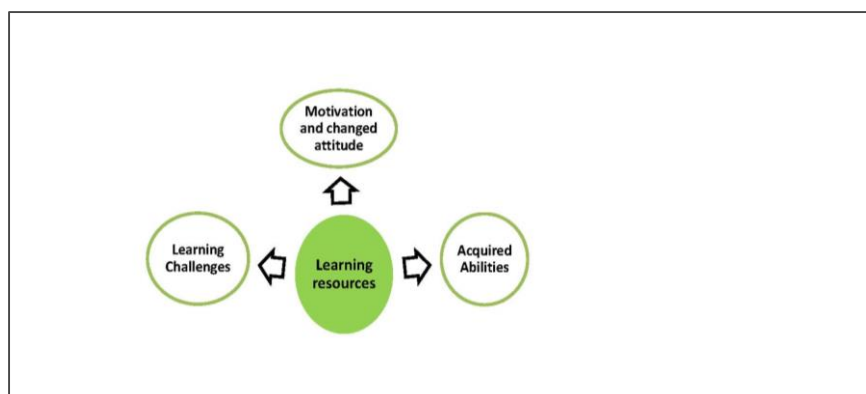 Motivation
and changed
attitude
Learning
Challenges
Learning
resources
Acquired
Abilities